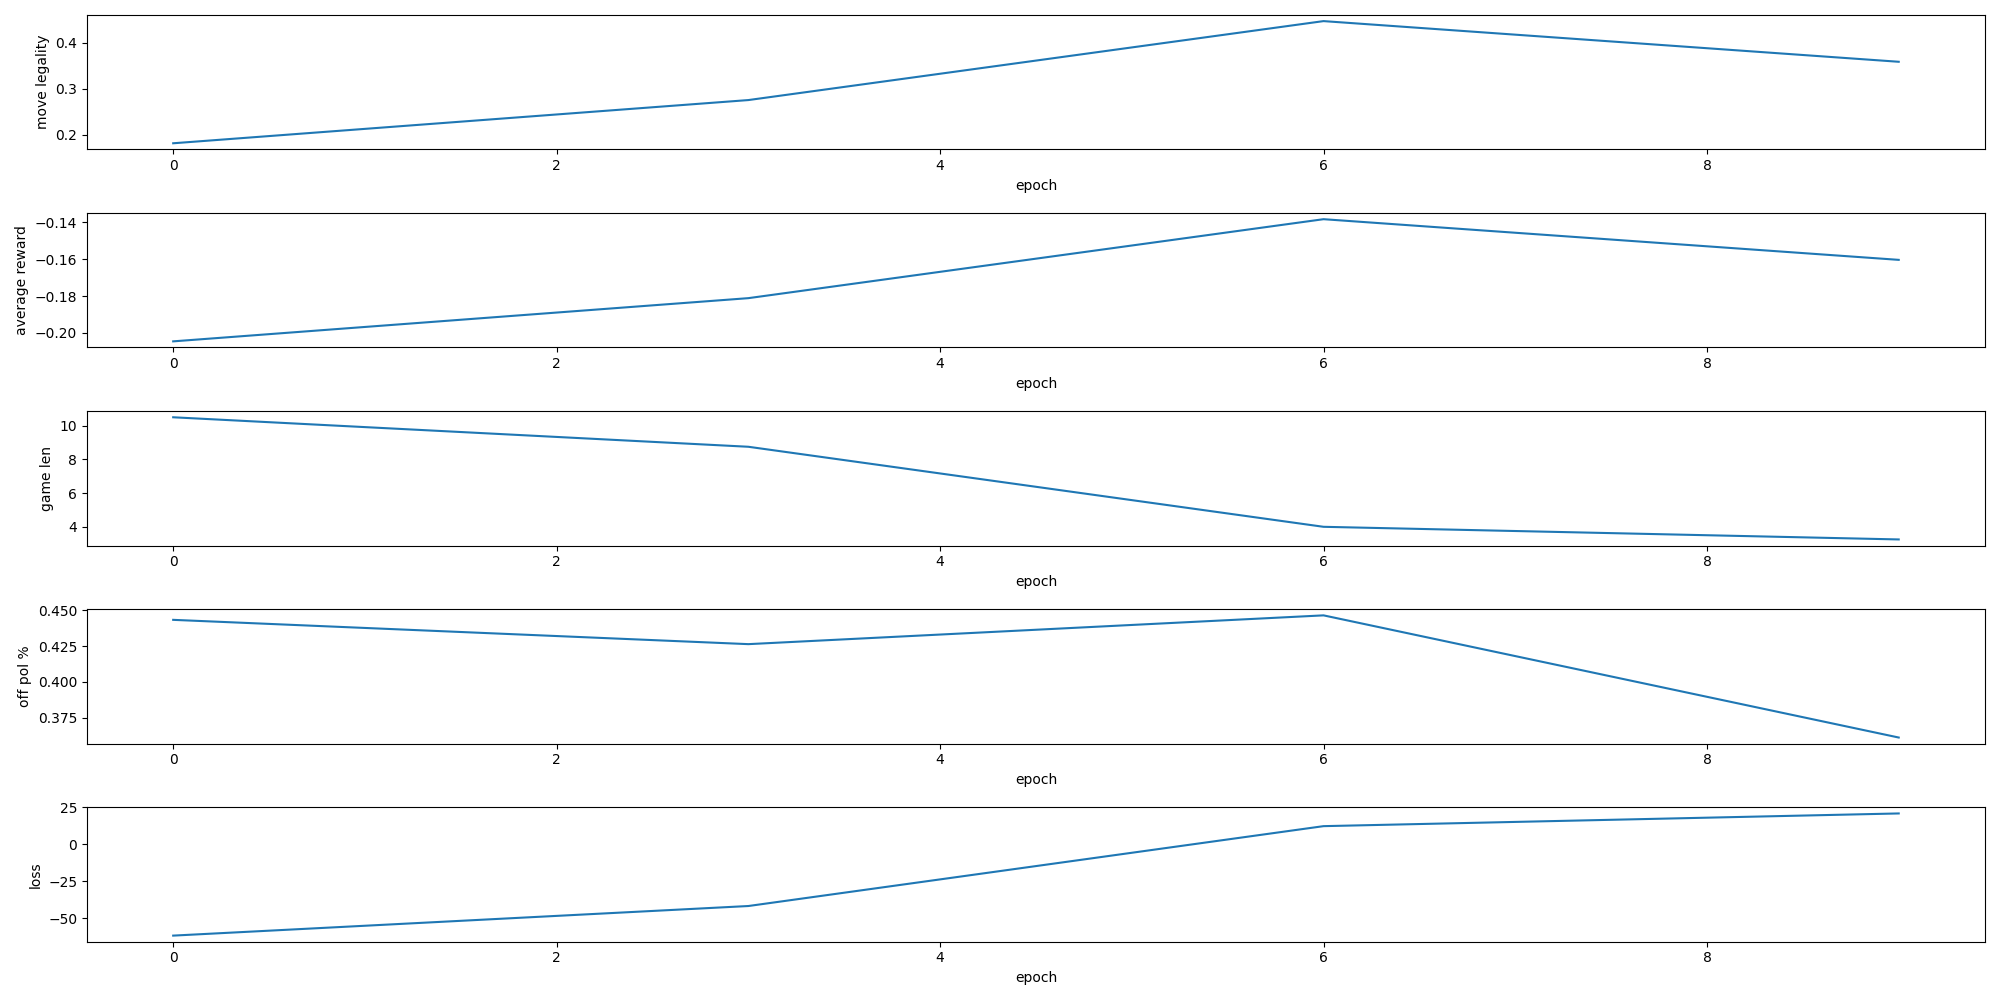 move legality
0.4
0.3
0.2
0 2 4 6 8
epoch
average reward
−0.14
−0.16
−0.18
−0.20
0 2 4 6 8
epoch
game len
10
8
6
4
0 2 4 6 8
epoch
off pol %
0.450
0.425
0.400
0.375
0 2 4 6 8
epoch
loss
25
0
−25
−50
0 2 4 6 8
epoch